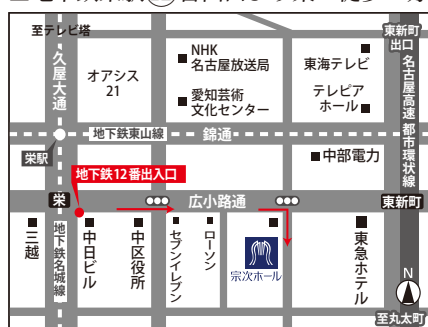 至テレビ塔
久屋大通
オアシス
21
NHK
名古屋放送局
愛知芸術
文化センター
東海テレビ
テレピア
ホール
東新町
出口
名古屋高速 都市環状線
地下鉄東山線
錦通
栄駅
中部電力
地下鉄12番出入口
栄
広小路通
東新町
三越
地下鉄名城線
中日ビル
中区役所
セブンイレブン
ローソン
宗次ホール
東急ホテル
N
至丸太町